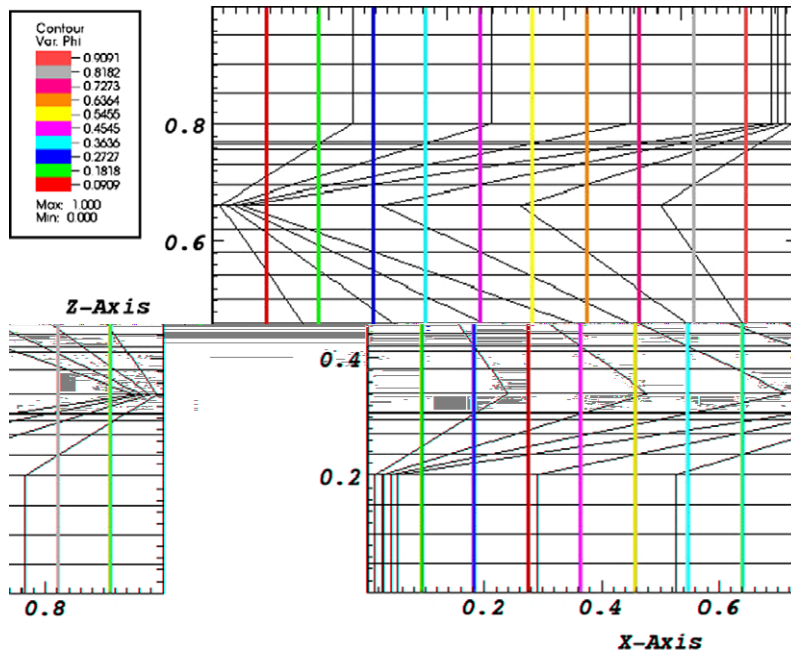 Contour
Var. Phi
0.9091
0.8182
0.7273
0.6364
0.5455
0.4545
0.3636
0.2727
0.1818
0.0909
Max: 1.000
Min: 0.000
0.8
0.6
Z-Axis
0.4
0.2
0.8
0.2 0.4 0.6
X-Axis